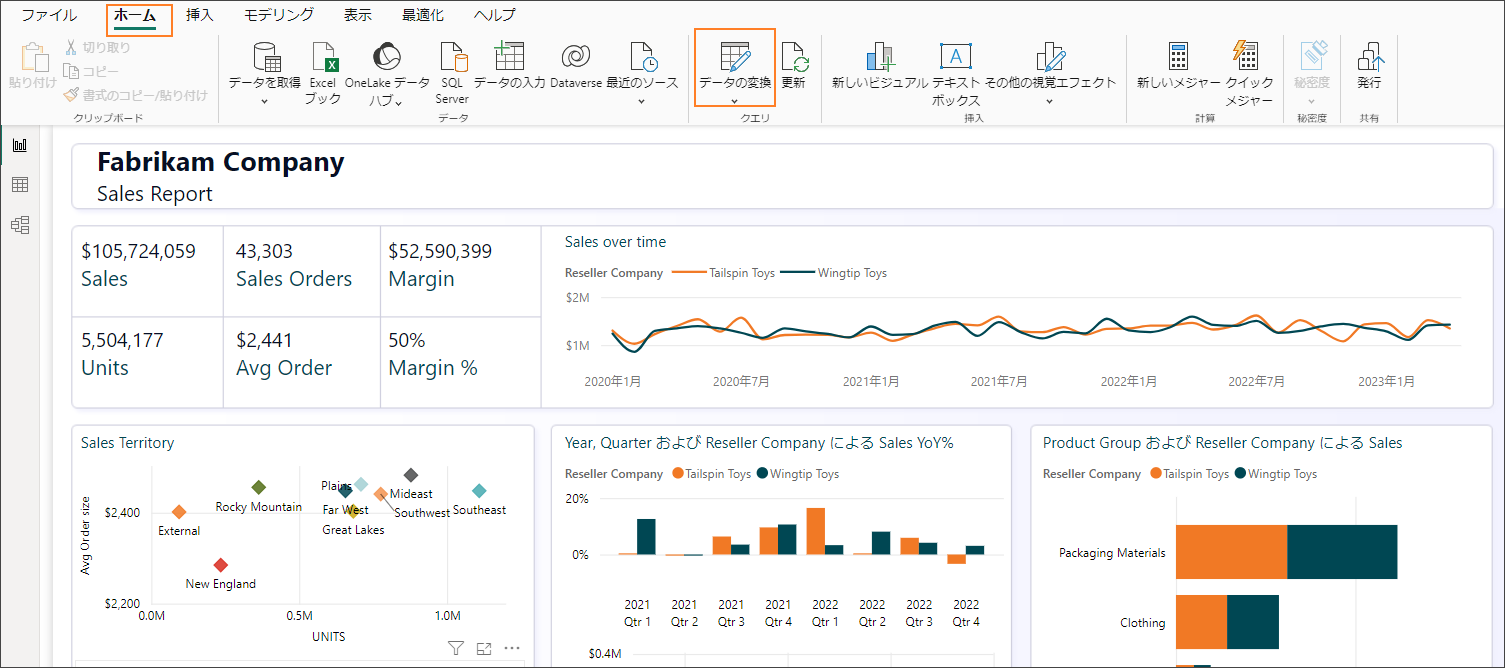 ファイル ホーム 挿入 モデリング 表示 最適化 ヘルプ
貼り付け
切り取り
コピー
書式のコピー/貼り付け
クリップボード
データを取得
Excel
ブック
OneLake データ
ハブ
SQL
Server
データの入力
Dataverse
最近のソース
データ
データの変換
更新
クエリ
新しいビジュアル
テキスト
ボックス
その他の視覚エフェクト
挿入
新しいメジャー
クイック
メジャー
計算
秘密度
秘密度
発行
共有
Fabrikam Company
Sales Report
$105,724,059
Sales
43,303
Sales Orders
$52,590,399
Margin
5,504,177
Units
$2,441
Avg Order
50%
Margin %
Sales over time
Reseller Company Tailspin Toys Wingtip Toys
$2M
$1M
2020年1月 2020年7月 2021年1月 2021年7月 2022年1月 2022年7月 2023年1月
Sales Territory
Avg Order size
$2,400
$2,200
External
Rocky Mountain
New England
Plains
Far West
Great Lakes
Mideast
Southwest
Southeast
0.0M 0.5M 1.0M
UNITS
Year, Quarter および Reseller Company による Sales YoY%
Reseller Company Tailspin Toys Wingtip Toys
20%
0%
2021 2021 2021 2021 2022 2022 2022 2022
Qtr 1 Qtr 2 Qtr 3 Qtr 4 Qtr 1 Qtr 2 Qtr 3 Qtr 4
$0.4M
Product Group および Reseller Company による Sales
Reseller Company Tailspin Toys Wingtip Toys
Packaging Materials
Clothing